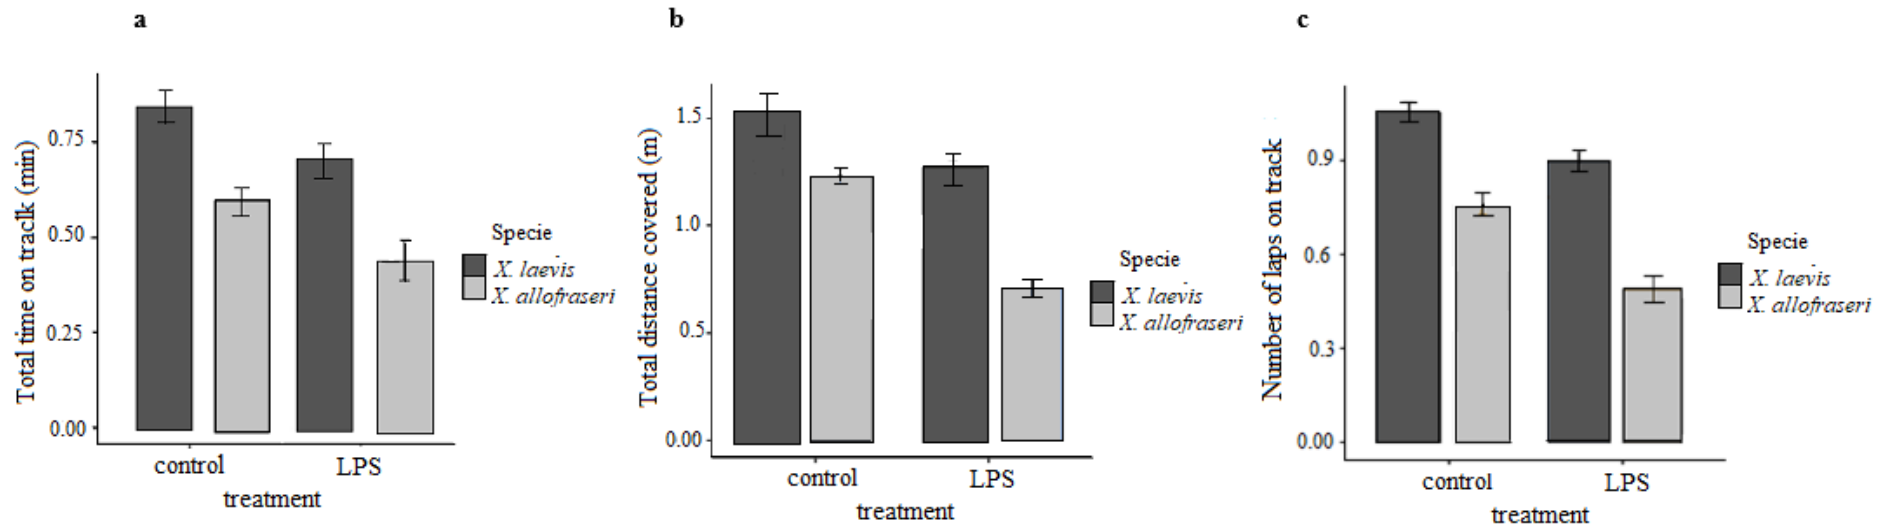 a
Total time on traclk (min)
0.75
0.50
0.25
0.00
control
LPS
treatment
Specie
X. laevis
X. allofraseri
b
Total distance covered (m)
1.5
1.0
0.5
0.00
control
LPS
treatment
Specie
X. laevis
X. allofraseri
c
Number of laps on track
0.9
0.6
0.3
0.00
control
LPS
treatment
Specie
X. laevis
X. allofraseri